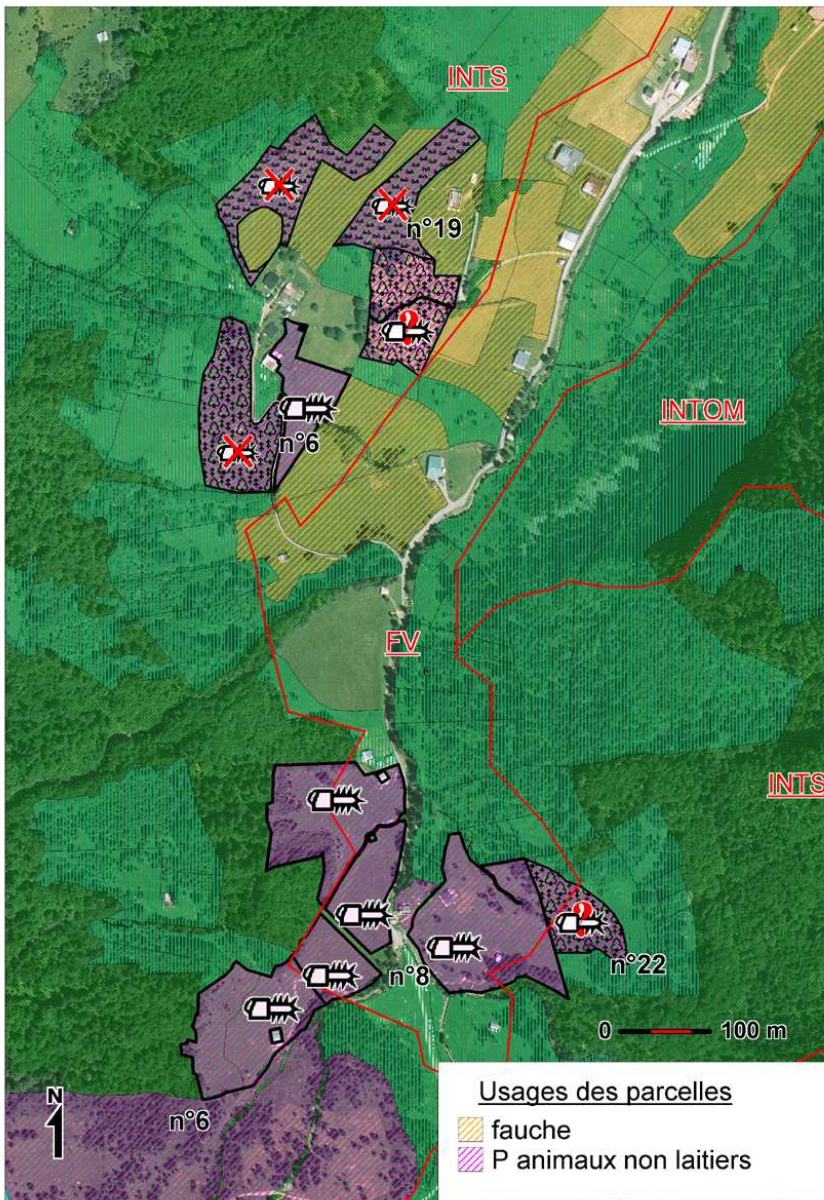 INTS
n°19
INTOM
n°6
FV
INTS
n°8
n°22
0 100 m
N
n°6
Usages des parcelles
fauche
P animaux non laitiers